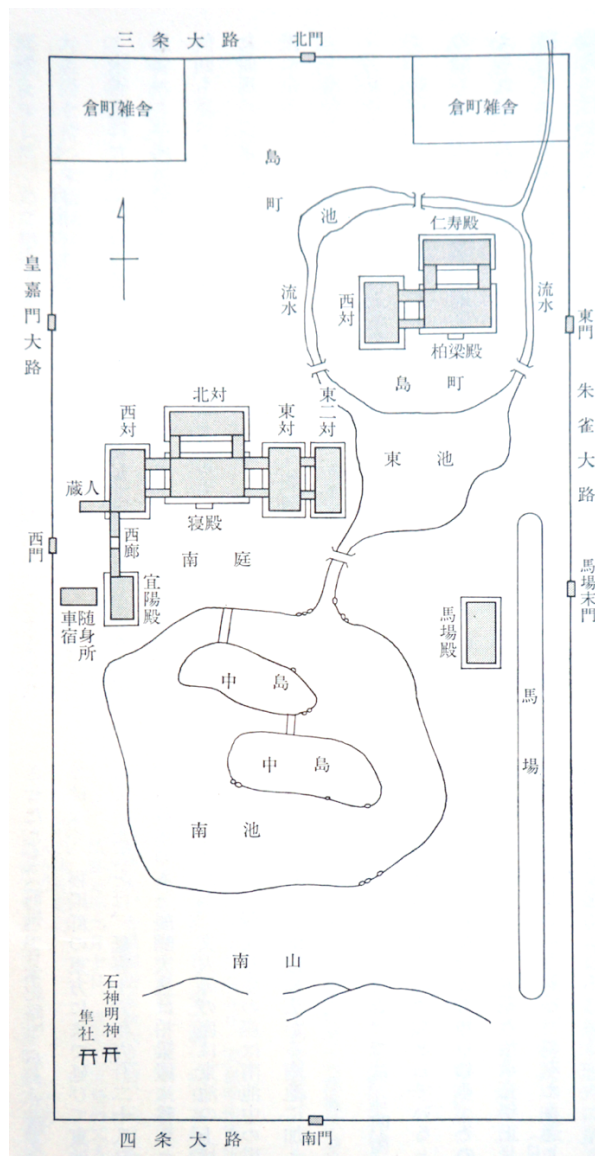 三条大路
北門
倉町雑舎
倉町雑舎
島町
池
仁寿殿
流水
西対
流水
柏梁殿
東門
皇嘉門大路
島町
朱雀大路
北対
東二対
東対
西対
東池
蔵人
寝殿
西門
西廊
南庭
宜陽殿
馬場末門
馬場殿
随身所
車宿
中島
馬場
中島
南池
南山
石神明神
隼社
四条大路
南門